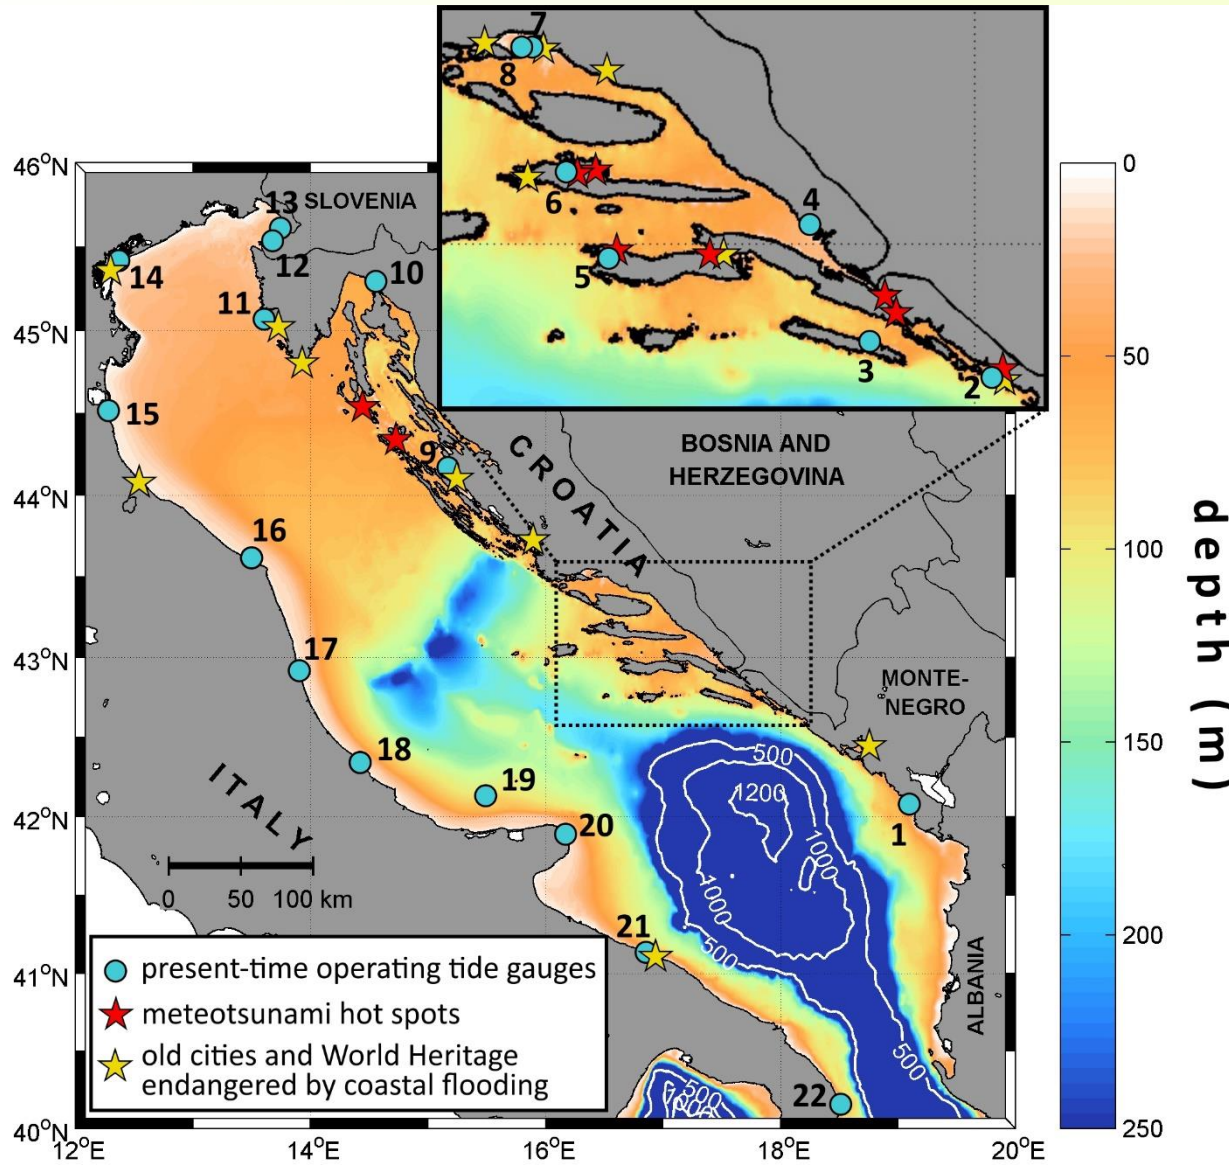 7
8
4
6
5
3
2
0
50
100
150
200
250
depth (m)
46°N
45°N
44°N
43°N
42°N
41°N
40°N
12°E
14°E
16°E
18°E
20°E
13
SLOVENIA
12
14
10
11
15
9
CROATIA
BOSNIA AND
HERZEGOVINA
16
17
MONTE-
NEGRO
18
19
20
1
ITALY
0 50 100 km
500
1200
1000
1000
500
500
21
ALBANIA
22
500
1000
present-time operating tide gauges
meteotsunami hot spots
old cities and World Heritage
endangered by coastal flooding